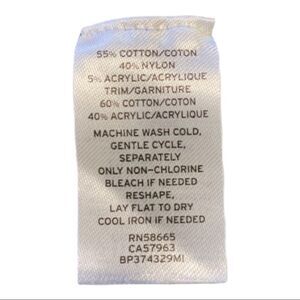 55% COTTON/COTON
40% NYLON
5% ACRYLIC/ACRYLIQUE
TRIM/GARNITURE
60% COTTON/COTON
40% ACRYLIC/ACRYLIQUE
MACHINE WASH COLD,
GENTLE CYCLE,
SEPARATELY
ONLY NON-CHLORINE
BLEACH IF NEEDED
RESHAPE,
LAY FLAT TO DRY
COOL IRON IF NEEDED
RN58665
CA57963
BP374329MI